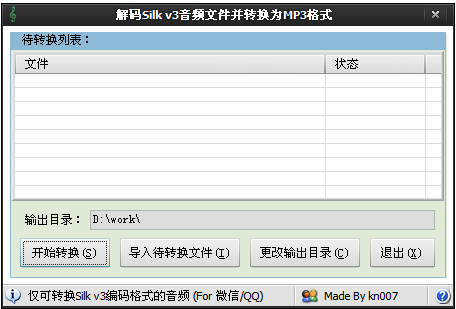 解码Silk v3音频文件并转换为MP3格式
待转换列表：
文件 状态
输出目录： D:\work\
开始转换(S) 导入待转换文件(I) 更改输出目录(C) 退出(X)
仅可转换Silk v3编码格式的音频 (For 微信/QQ) Made By kn007